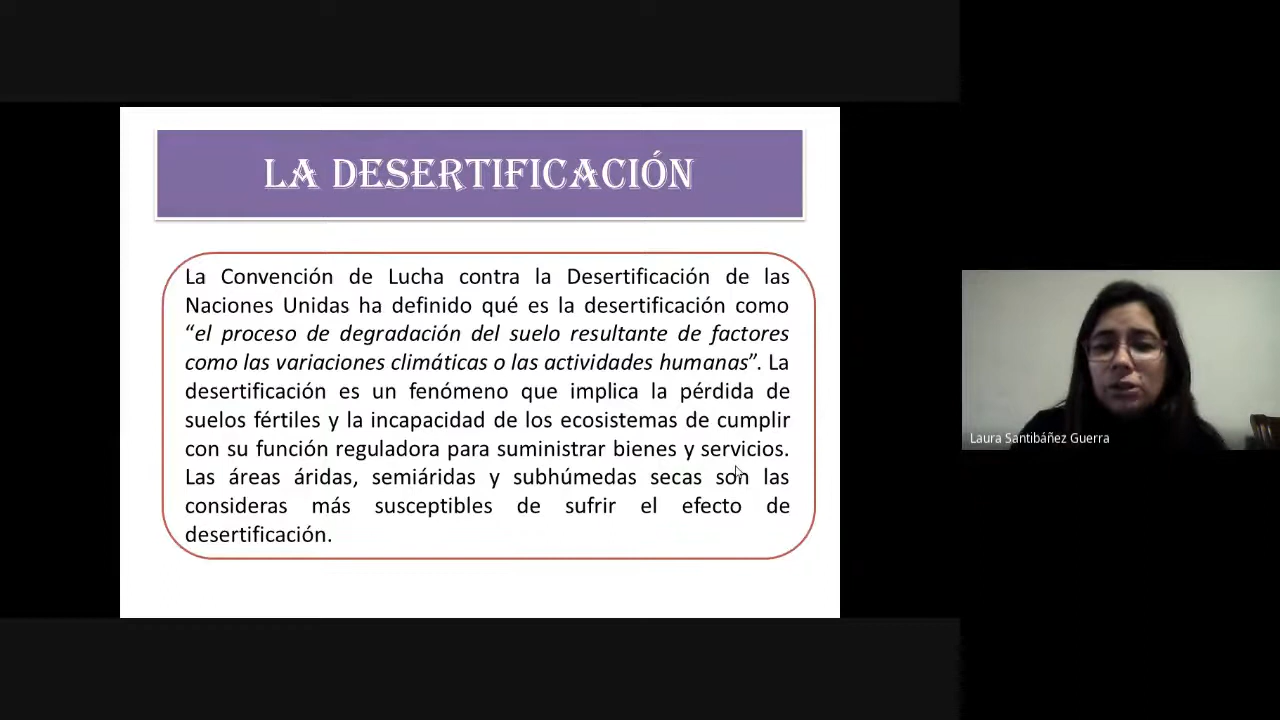 LA DESERTIFICACIÓN
La Convención de Lucha contra la Desertificación de las
Naciones Unidas ha definido qué es la desertificación como
“el proceso de degradación del suelo resultante de factores
como las variaciones climáticas o las actividades humanas”. La
desertificación es un fenómeno que implica la pérdida de
suelos fértiles y la incapacidad de los ecosistemas de cumplir
con su función reguladora para suministrar bienes y servicios.
Las áreas áridas, semiáridas y subhúmedas secas son las
consideras más susceptibles de sufrir el efecto de
desertificación.
Laura Santibáñez Guerra